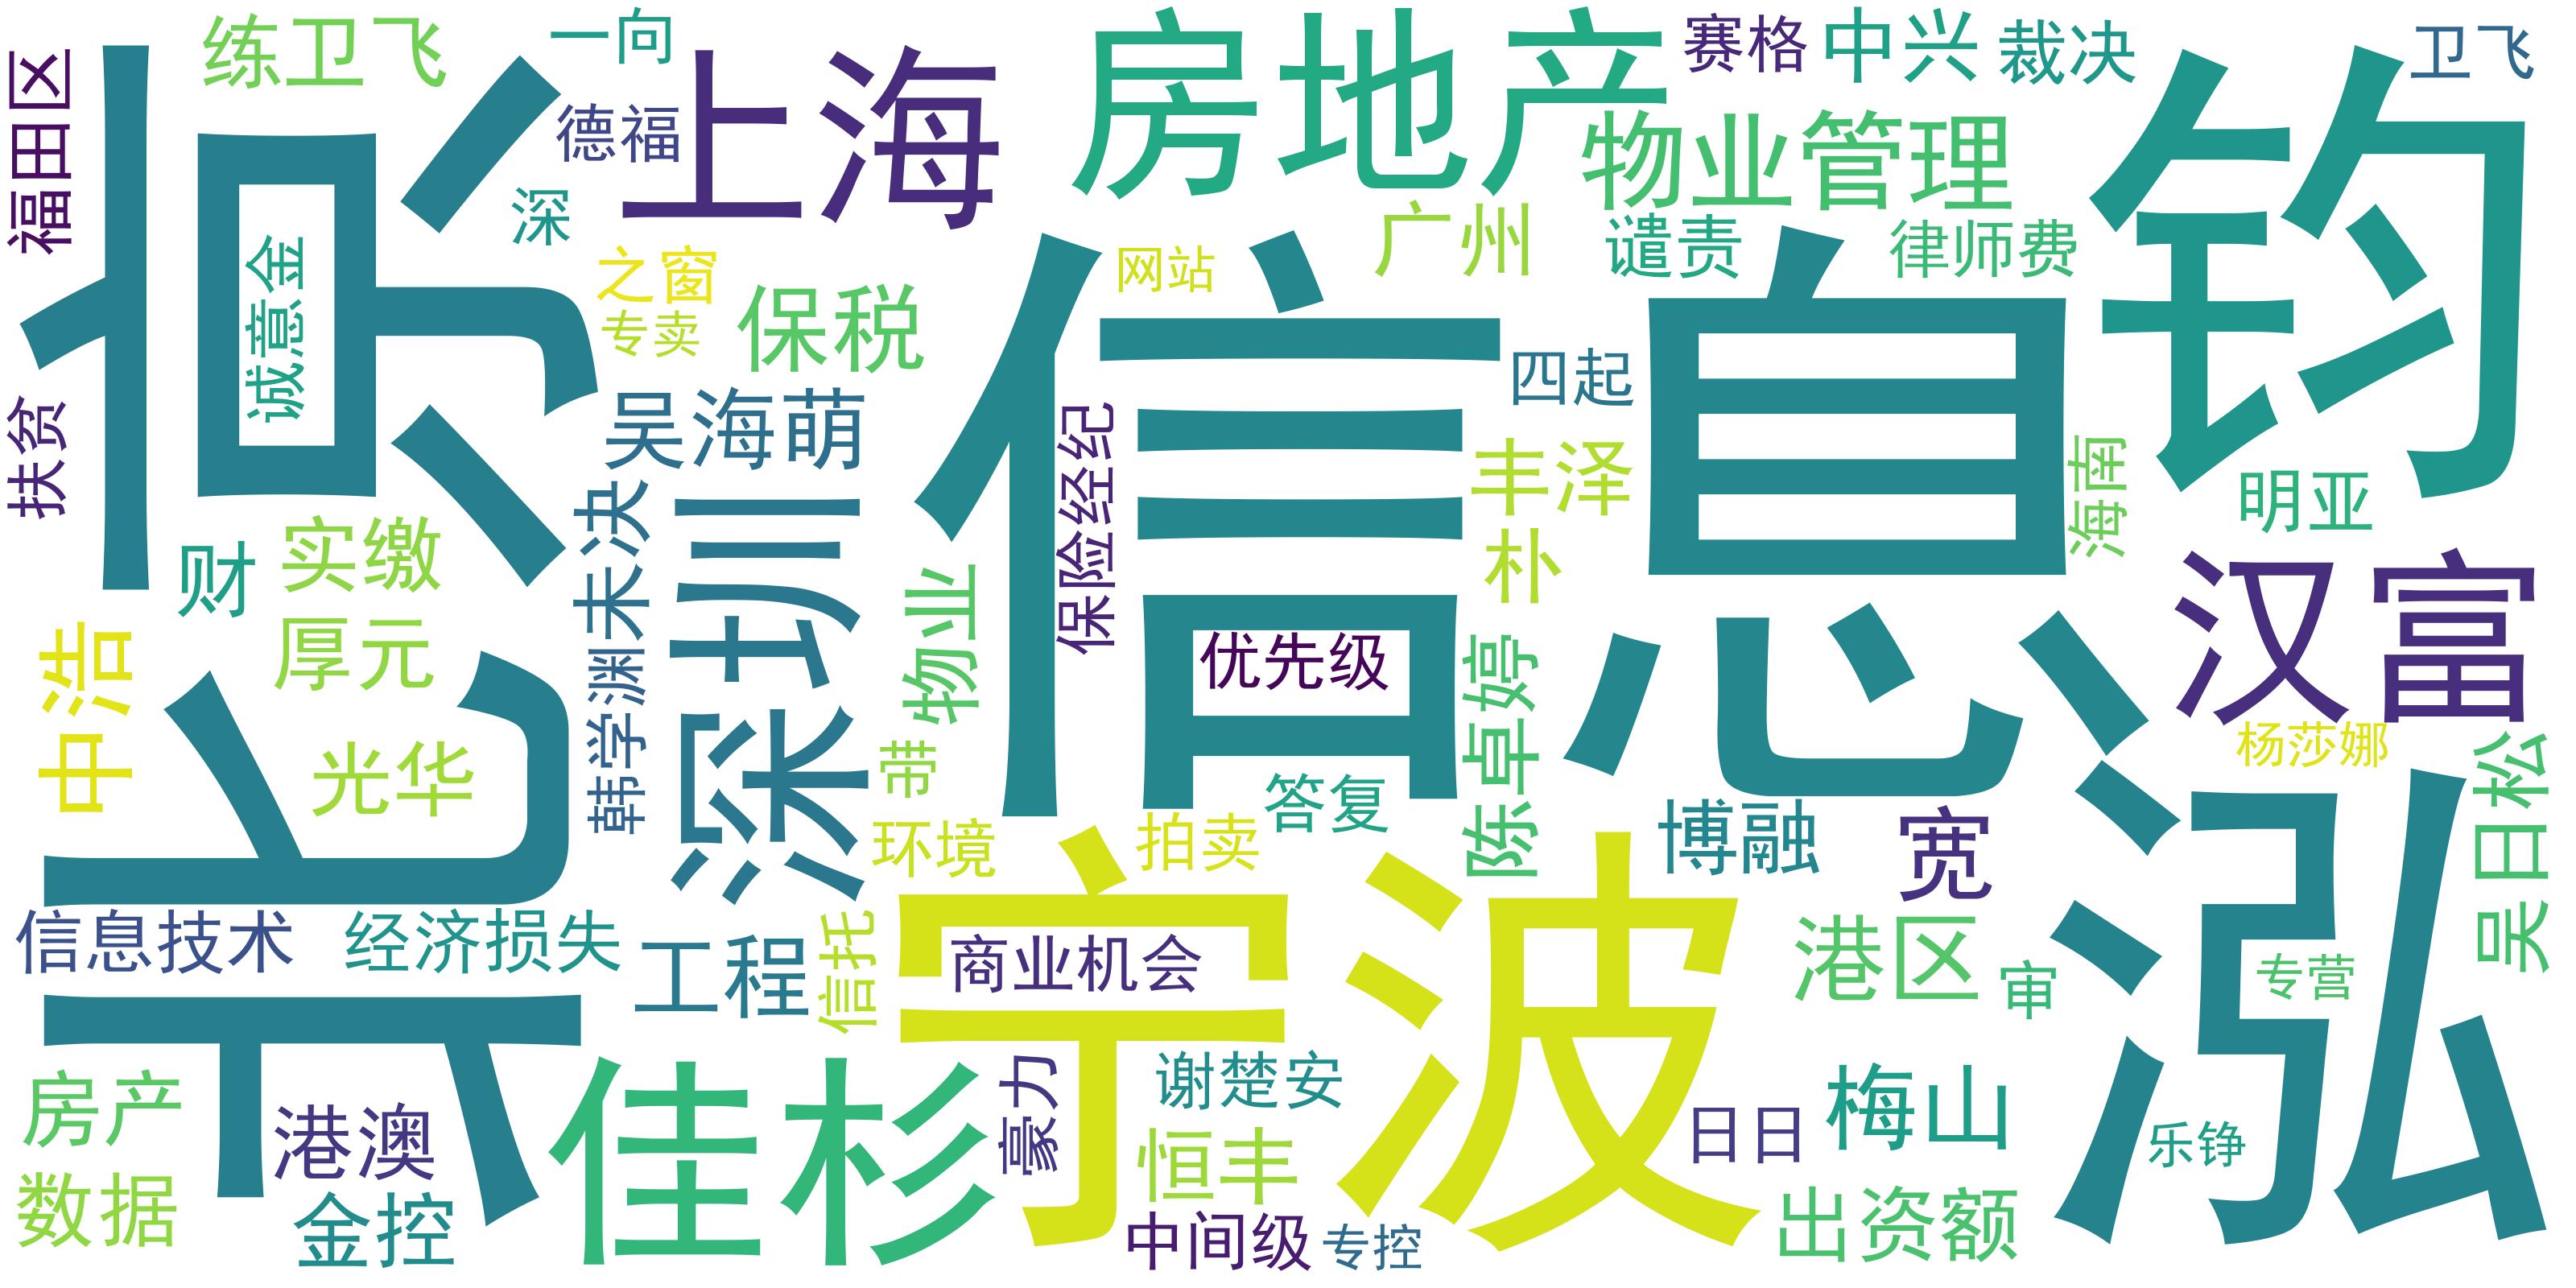 练卫飞
一向
上海
房地产
赛格
中兴
裁决
卫飞
福田区
德福
物业管理
钧
深
广州
谴责
律师费
诚意金
之窗
网站
北京
专卖
保税
信息
四起
扶贫
吴海萌
保险经纪
丰泽
海南
明亚
财
实缴
未决
深圳
朴
汉富
中浩
厚元
韩学渊
物业
优先级
陈卓婷
杨莎娜
光华
带
答复
博融
宽
吴日松
环境
拍卖
泓
信息技术
经济损失
工程
信托
宁波
商业机会
港区
审
专营
房产
港澳
佳杉
豪力
谢楚安
日日
梅山
乐铮
数据
金控
恒丰
中间级
专控
出资额